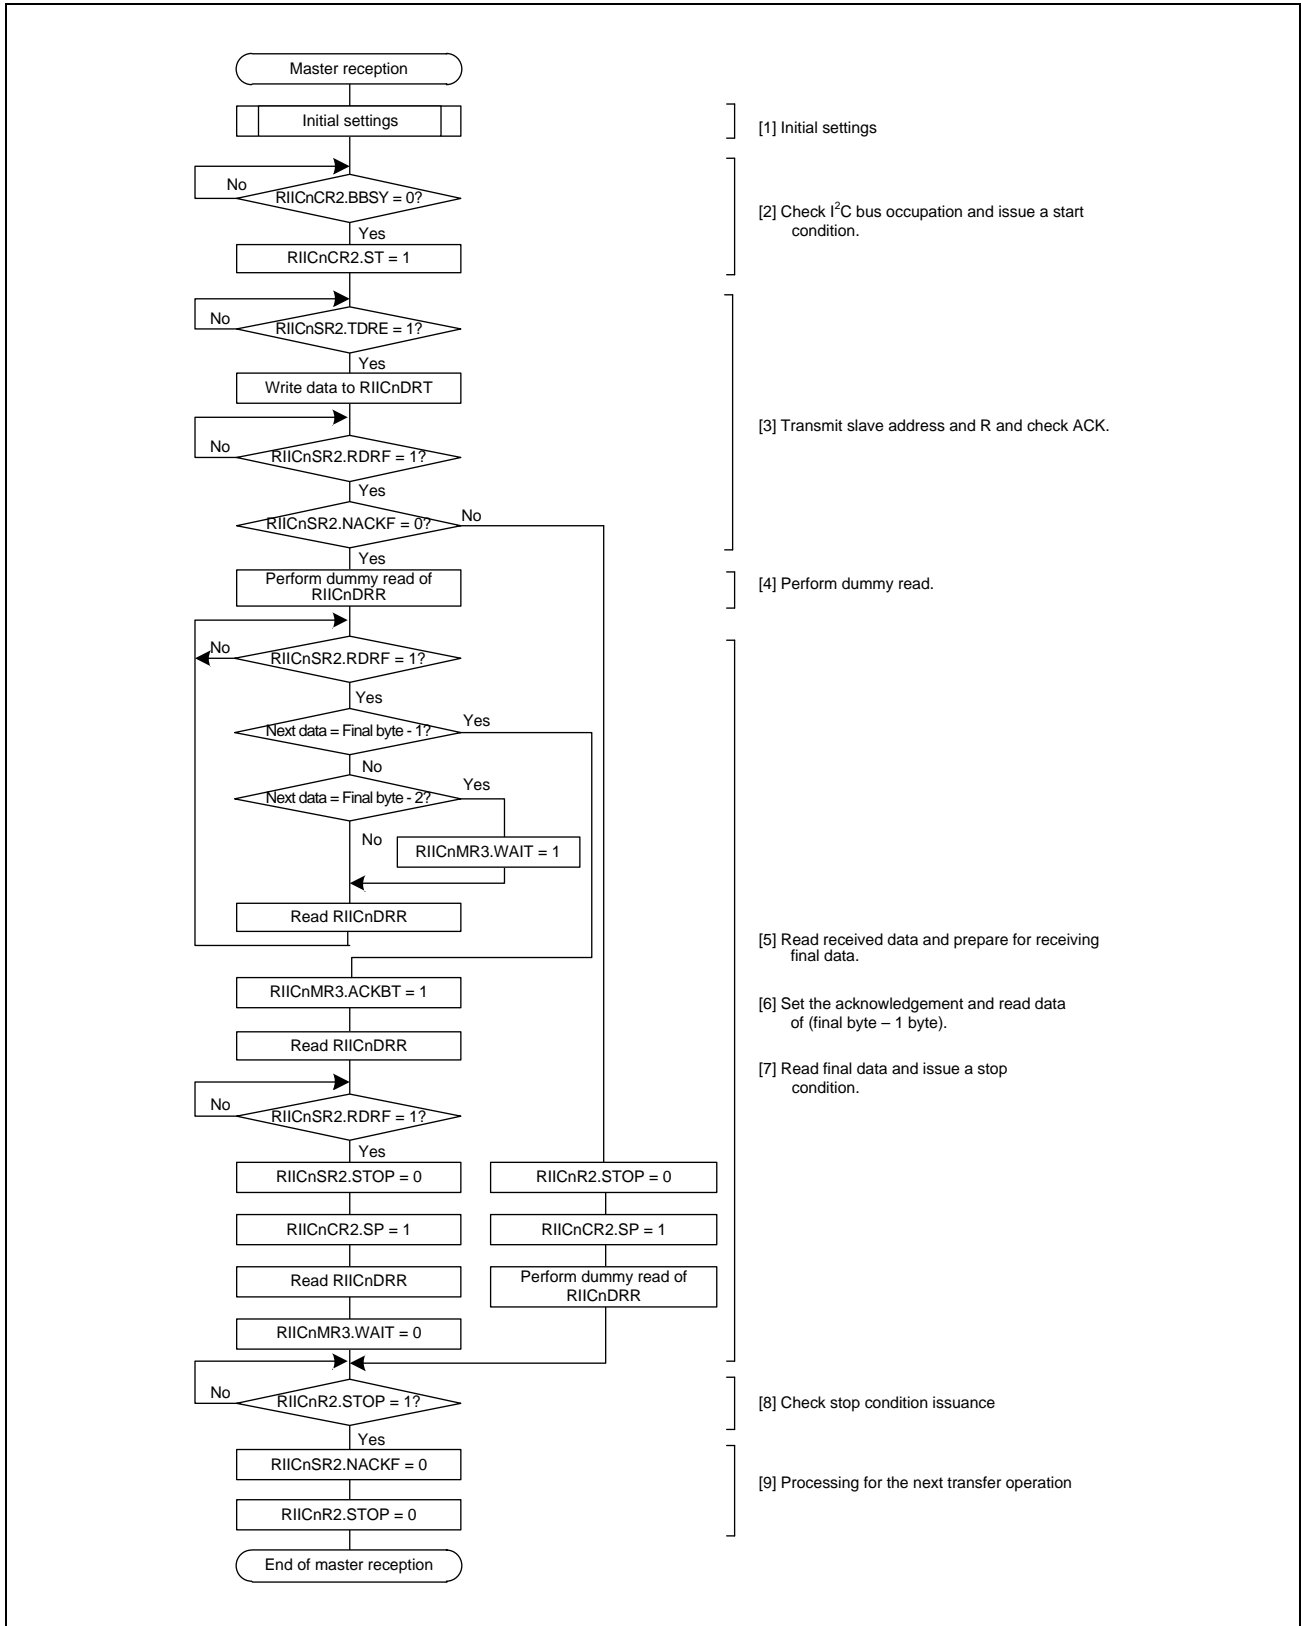 Master reception
Initial settings
[1] Initial settings
No
RIICnCR2.BBSY = 0?
Yes
[2] Check I²C bus occupation and issue a start
condition.
RIICnCR2.ST = 1
No
RIICnSR2.TDRE = 1?
Yes
Write data to RIICnDRT
[3] Transmit slave address and R and check ACK.
No
RIICnSR2.RDRF = 1?
Yes
RIICnSR2.NACKF = 0?
No
Yes
Perform dummy read of
RIICnDRR
[4] Perform dummy read.
No
RIICnSR2.RDRF = 1?
Yes
Next data = Final byte - 1?
Yes
No
Next data = Final byte - 2?
Yes
No
RIICnMR3.WAIT = 1
Read RIICnDRR
[5] Read received data and prepare for receiving
final data.
RIICnMR3.ACKBT = 1
[6] Set the acknowledgement and read data
of (final byte – 1 byte).
Read RIICnDRR
[7] Read final data and issue a stop
condition.
No
RIICnSR2.RDRF = 1?
Yes
RIICnSR2.STOP = 0
RIICnR2.STOP = 0
RIICnCR2.SP = 1
RIICnCR2.SP = 1
Read RIICnDRR
Perform dummy read of
RIICnDRR
RIICnMR3.WAIT = 0
No
RIICnR2.STOP = 1?
Yes
[8] Check stop condition issuance
RIICnSR2.NACKF = 0
[9] Processing for the next transfer operation
RIICnR2.STOP = 0
End of master reception